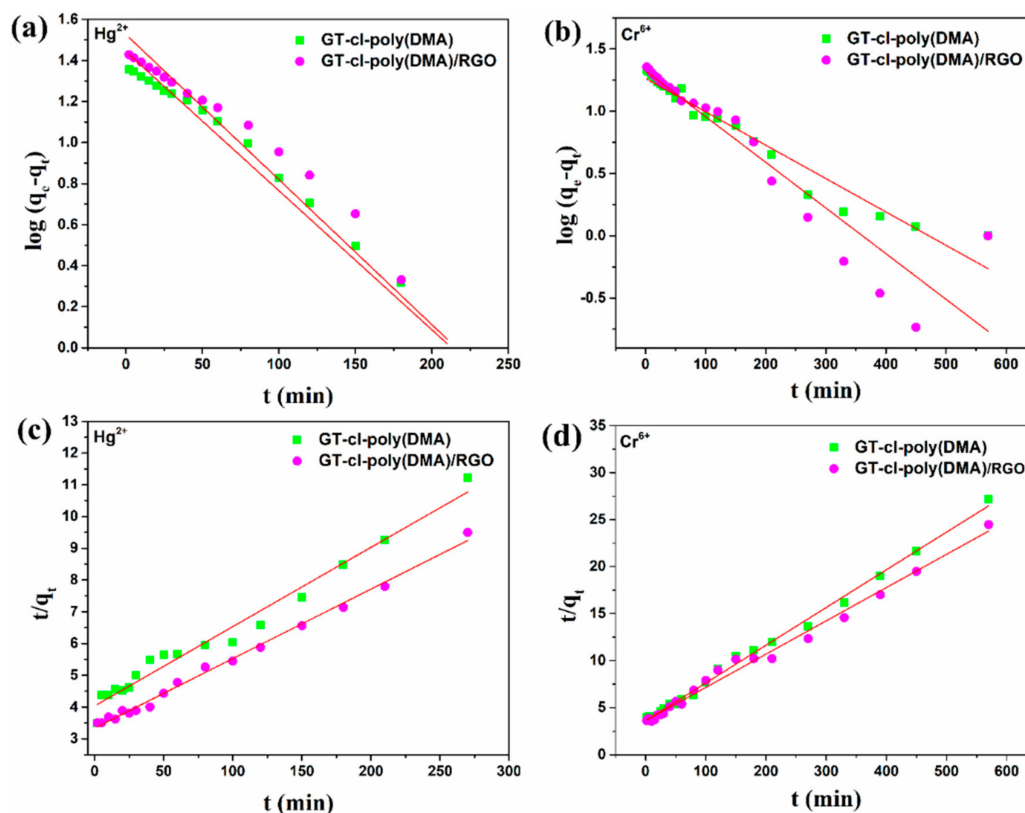 (a)
Hg²⁺
GT-cl-poly(DMA)
GT-cl-poly(DMA)/RGO
log (qe-qt)
1.6
1.4
1.2
1.0
0.8
0.6
0.4
0.2
0.0
0 50 100 150 200 250
t (min)
(b)
Cr⁶⁺
GT-cl-poly(DMA)
GT-cl-poly(DMA)/RGO
log (qe-qt)
1.5
1.0
0.5
0.0
-0.5
0 100 200 300 400 500 600
t (min)
(c)
Hg²⁺
GT-cl-poly(DMA)
GT-cl-poly(DMA)/RGO
t/qt
13
12
11
10
9
8
7
6
5
4
3
0 50 100 150 200 250 300
t (min)
(d)
Cr⁶⁺
GT-cl-poly(DMA)
GT-cl-poly(DMA)/RGO
t/qt
35
30
25
20
15
10
5
0
0 100 200 300 400 500 600
t (min)